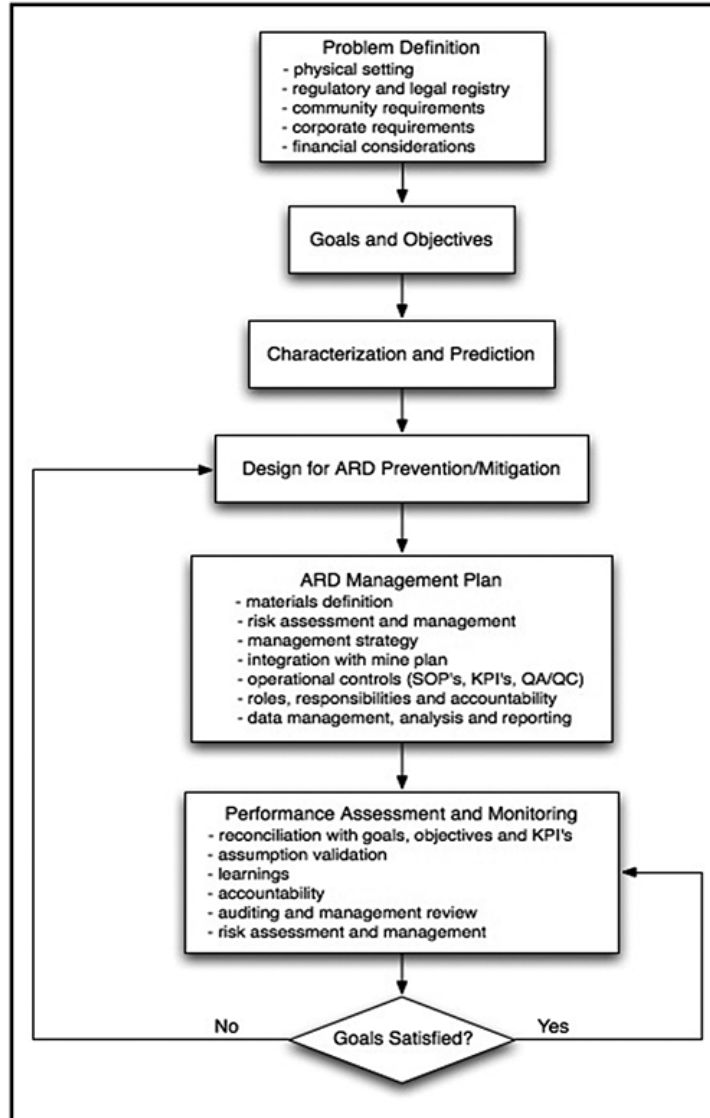 Problem Definition
- physical setting
- regulatory and legal registry
- community requirements
- corporate requirements
- financial considerations
Goals and Objectives
Characterization and Prediction
Design for ARD Prevention/Mitigation
ARD Management Plan
- materials definition
- risk assessment and management
- management strategy
- integration with mine plan
- operational controls (SOP's, KPI's, QA/QC)
- roles, responsibilities and accountability
- data management, analysis and reporting
Performance Assessment and Monitoring
- reconciliation with goals, objectives and KPI's
- assumption validation
- learnings
- accountability
- auditing and management review
- risk assessment and management
No
Goals Satisfied?
Yes